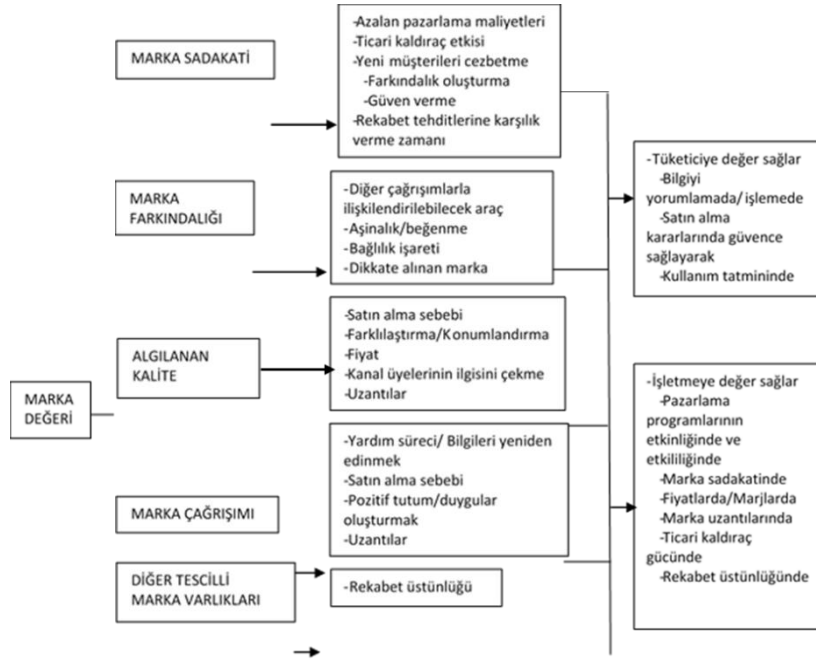 MARKA SADAKATİ
-Azalan pazarlama maliyetleri
-Ticari kaldıraç etkisi
-Yeni müşterileri cezbetme
-Farkındalık oluşturma
-Güven verme
-Rekabet tehditlerine karşılık
verme zamanı
MARKA
FARKINDALIĞI
-Diğer çağrışımlarla
ilişkilendirilebilecek araç
-Aşinalık/beğenme
-Bağlılık işareti
-Dikkate alınan marka
MARKA
DEĞERİ
ALGILANAN
KALİTE
-Satın alma sebebi
-Farklılaştırma/Konumlandırma
-Fiyat
-Kanal üyelerinin ilgisini çekme
-Uzantılar
MARKA ÇAĞRIŞIMI
-Yardım süreci/ Bilgileri yeniden
edinmek
-Satın alma sebebi
-Pozitif tutum/duygular
oluşturmak
-Uzantılar
DİĞER TESCİLLİ
MARKA VARLIKLARI
-Rekabet üstünlüğü
-Tüketiciye değer sağlar
-Bilgiyi
yorumlamada/işlemede
-Satın alma
kararlarında güvence
sağlayarak
-Kullanım tatmininde
-İşletmeye değer sağlar
-Pazarlama
programlarının
etkinliğinde ve
etkililiğinde
-Marka sadakatinde
-Fiyatlarda/Marjlarda
-Marka uzantılarında
-Ticari kaldıraç
gücünde
-Rekabet üstünlüğünde